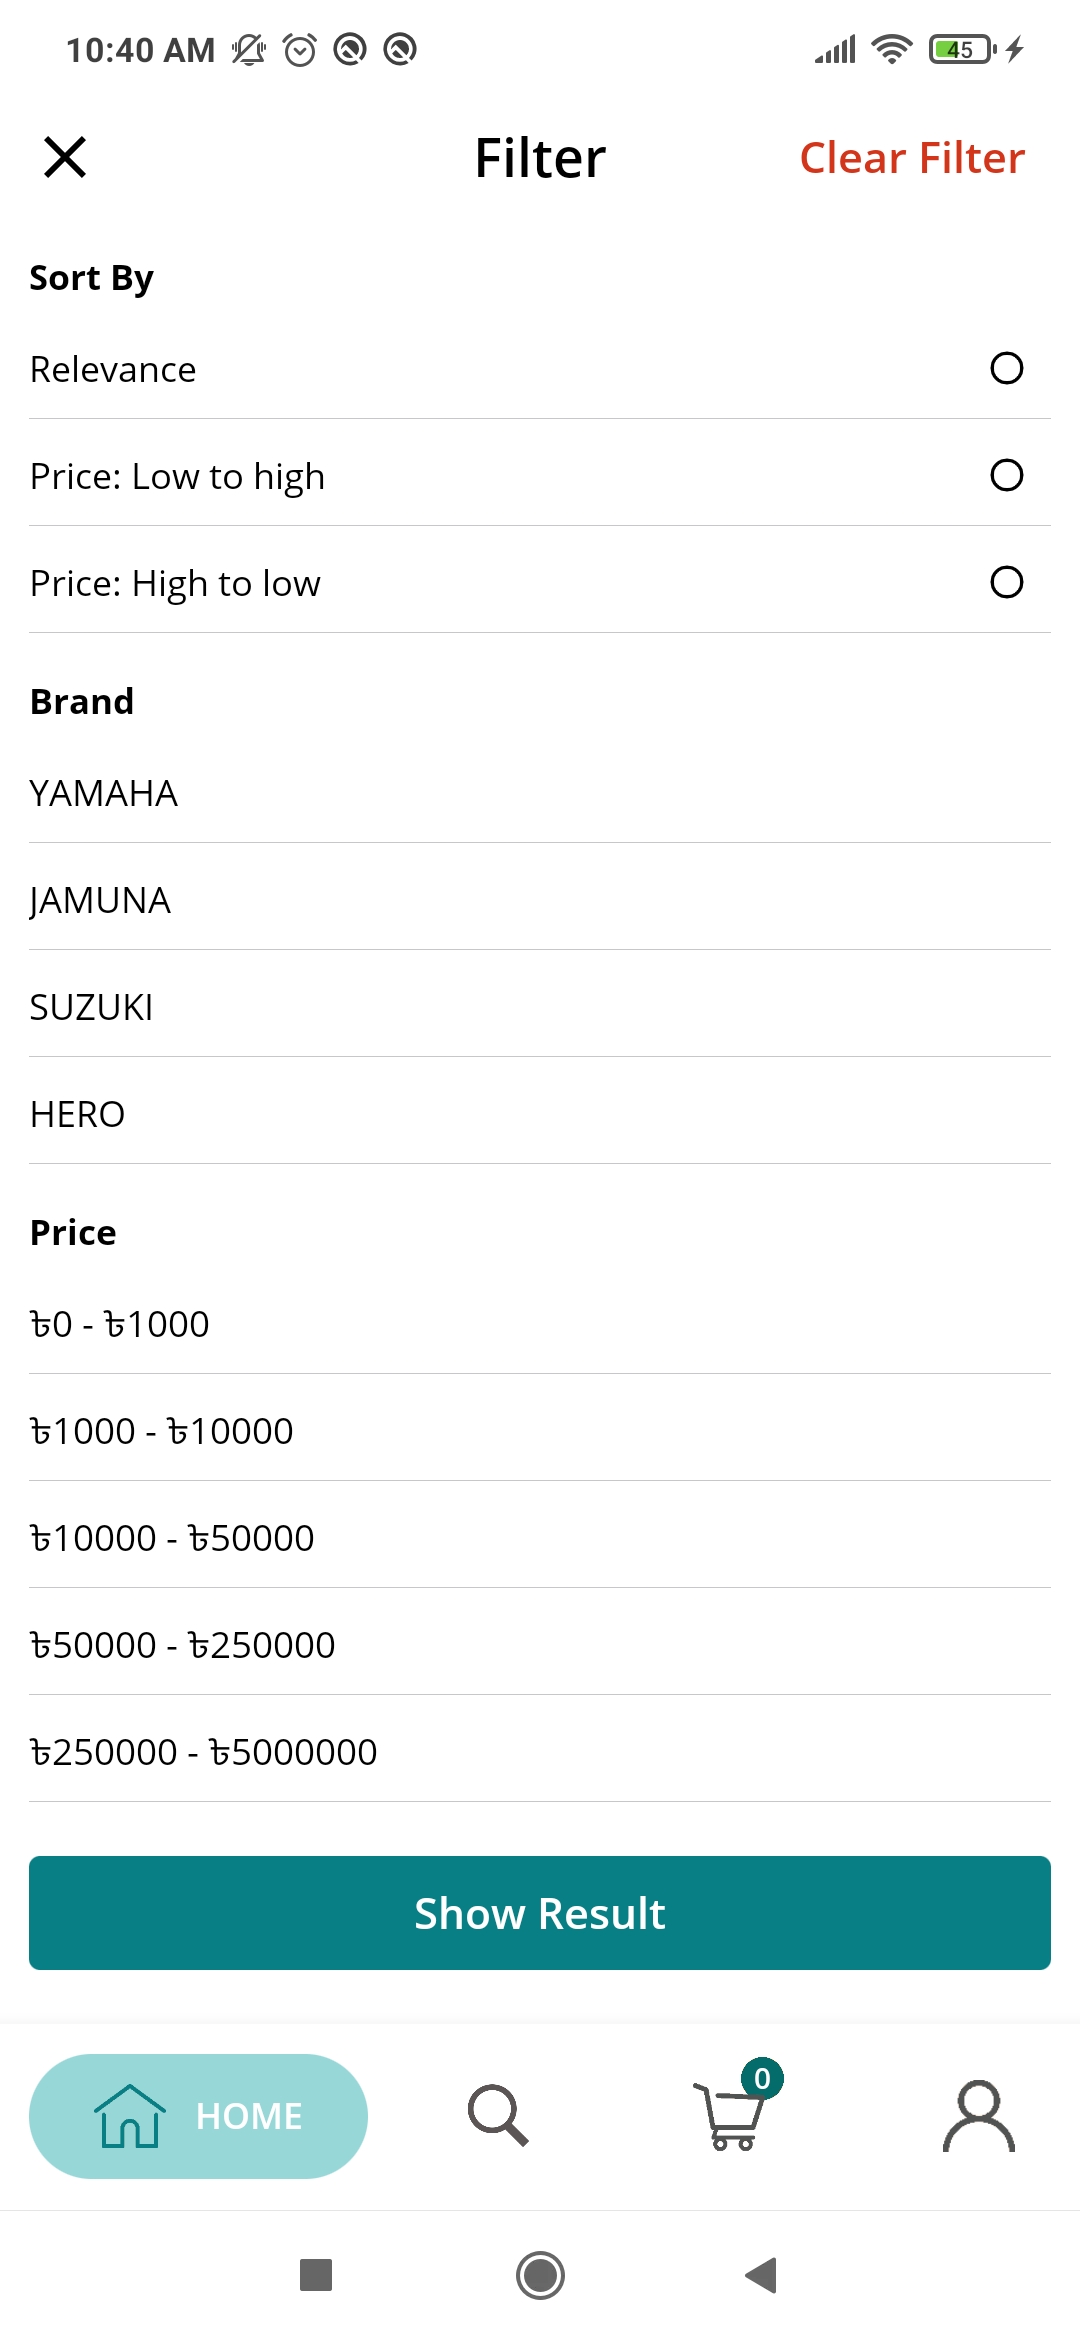 10:40 AM
45
Filter
Clear Filter
Sort By
Relevance
Price: Low to high
Price: High to low
Brand
YAMAHA
JAMUNA
SUZUKI
HERO
Price
৳0 - ৳1000
৳1000 - ৳10000
৳10000 - ৳50000
৳50000 - ৳250000
৳250000 - ৳5000000
Show Result
HOME
0